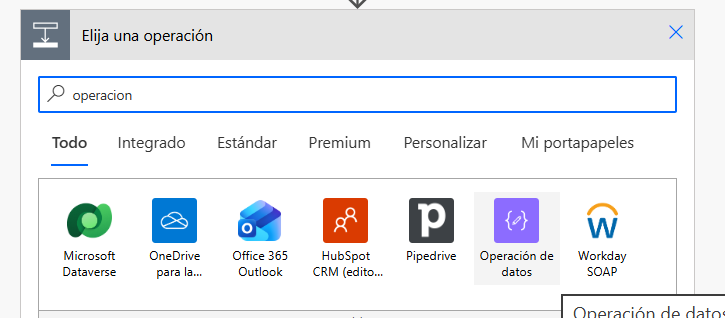 Elija una operación
operacion
Todo Integrado Estándar Premium Personalizar Mi portapapeles
Microsoft Dataverse
OneDrive para la...
Office 365 Outlook
HubSpot CRM (edito...
Pipedrive
Operación de datos
Workday SOAP
Operación de datos